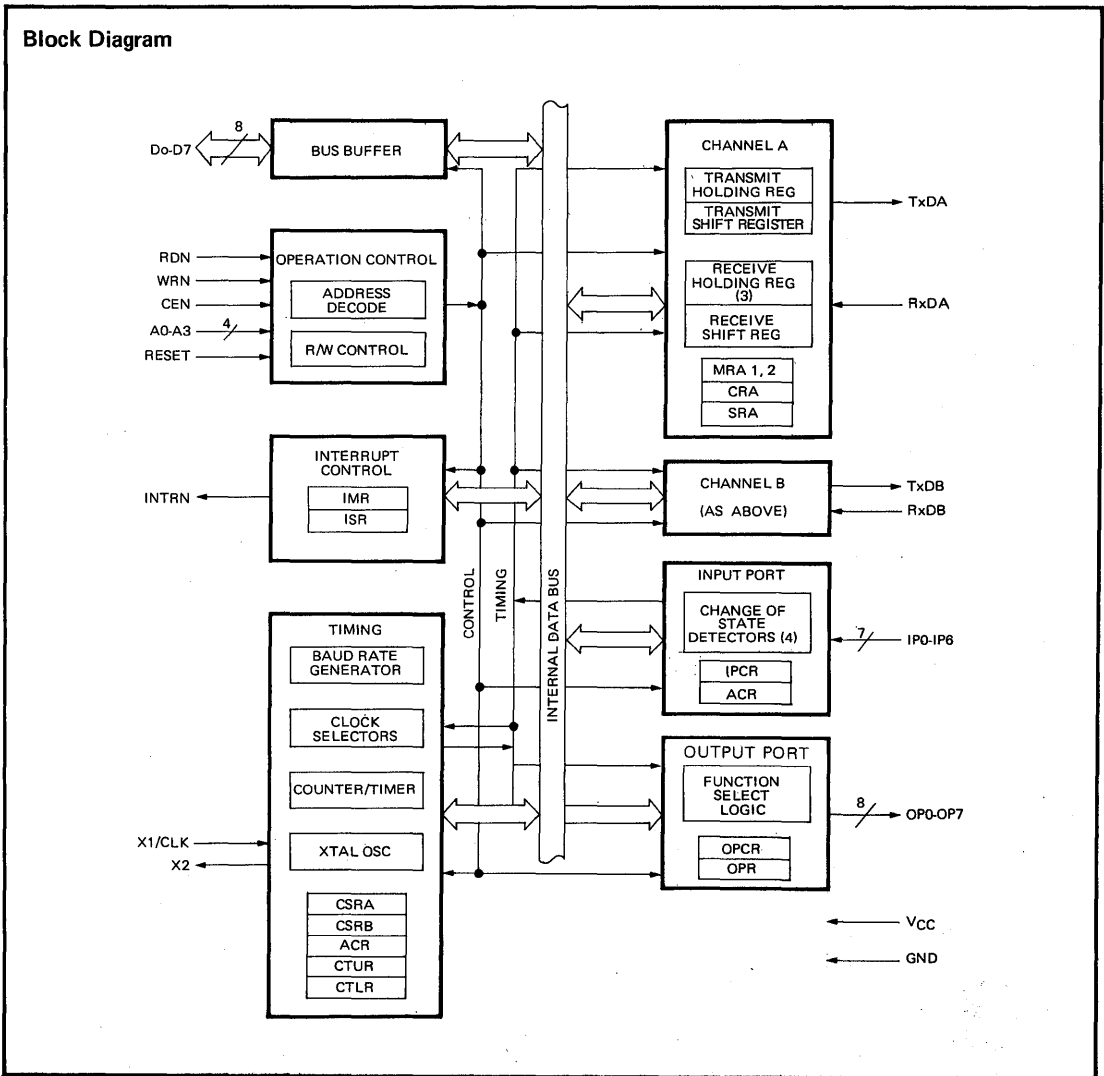 Block Diagram
Do-D7
8
BUS BUFFER
RDN
WRN
CEN
A0-A3
4
RESET
OPERATION CONTROL
ADDRESS
DECODE
R/W CONTROL
INTRN
INTERRUPT
CONTROL
IMR
ISR
CONTROL
TIMING
INTERNAL DATA BUS
TIMING
BAUD RATE
GENERATOR
CLOCK
SELECTORS
COUNTER/TIMER
X1/CLK
X2
XTAL OSC
CSRA
CSRB
ACR
CTUR
CTLR
CHANNEL A
TRANSMIT
HOLDING REG
TRANSMIT
SHIFT REGISTER
RECEIVE
HOLDING REG
(3)
RECEIVE
SHIFT REG
MRA 1, 2
CRA
SRA
TxDA
RxDA
CHANNEL B
(AS ABOVE)
TxDB
RxDB
INPUT PORT
CHANGE OF
STATE
DETECTORS (4)
IPCR
ACR
7
IP0-IP6
OUTPUT PORT
FUNCTION
SELECT
LOGIC
OPCR
OPR
8
OP0-OP7
VCC
GND